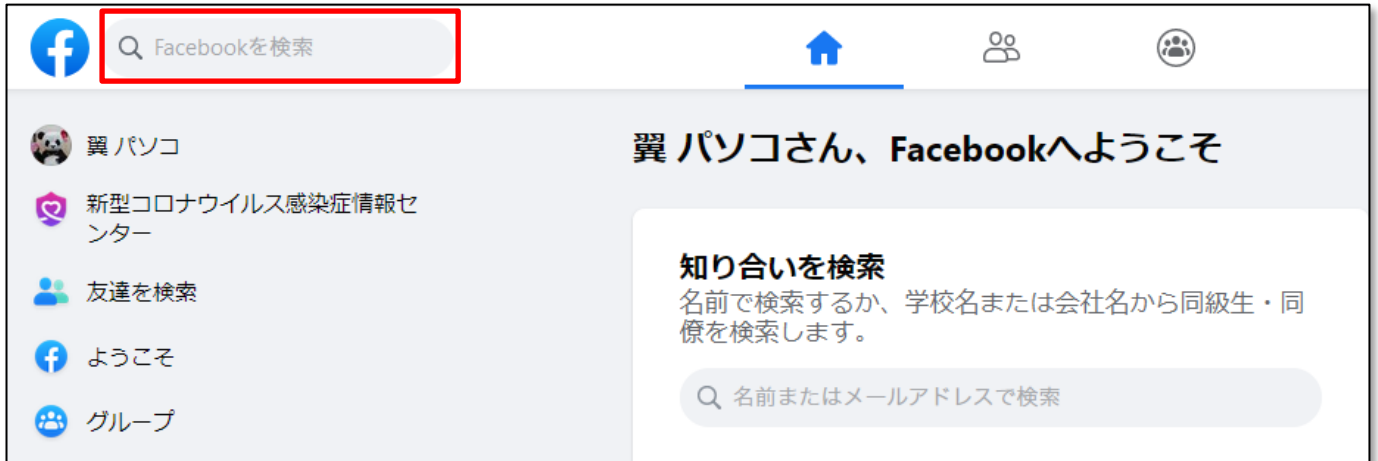 Facebookを検索
翼 パソコ
新型コロナウイルス感染症情報セ
ンター
友達を検索
ようこそ
グループ
翼 パソコさん、Facebookへようこそ
知り合いを検索
名前で検索するか、学校名または会社名から同級生・同
僚を検索します。
名前またはメールアドレスで検索